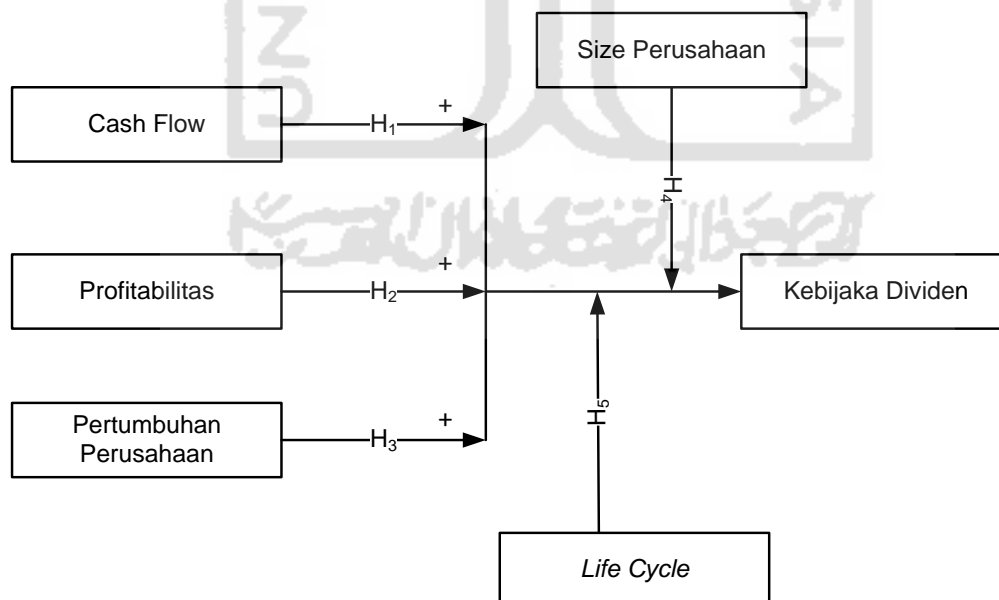 Size Perusahaan
Cash Flow
H1
+
H4
Profitabilitas
H2
+
Kebijaka Dividen
Pertumbuhan
Perusahaan
H3
+
H5
Life Cycle